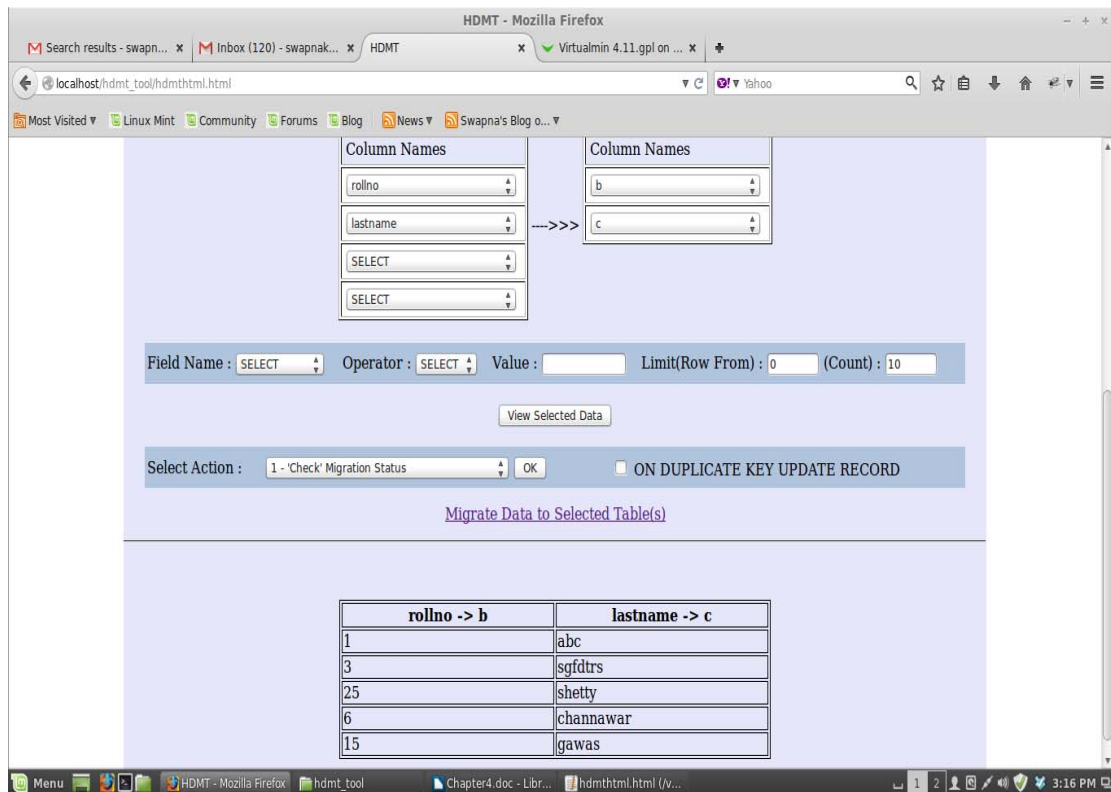 HDMT - Mozilla Firefox
Search results - swapn... Inbox (120) - swapnak... HDMT Virtualmin 4.11.gpl on ...
localhost/hdmt_tool/hdmthtml.html Yahoo
Most Visited Linux Mint Community Forums Blog News Swapna's Blog o...
Column Names Column Names
rollno b
lastname ---->>> c
SELECT
SELECT
Field Name : SELECT Operator : SELECT Value : Limit(Row From) : 0 (Count) : 10
View Selected Data
Select Action : 1 - 'Check' Migration Status OK ON DUPLICATE KEY UPDATE RECORD
Migrate Data to Selected Table(s)
rollno -> b lastname -> c
1 abc
3 sgfdtrs
25 shetty
6 channawar
15 gawas
Menu HDMT - Mozilla Firefox hdmt_tool Chapter4.doc - Libr... hdmthtml.html (/v... 1 2 3:16 PM